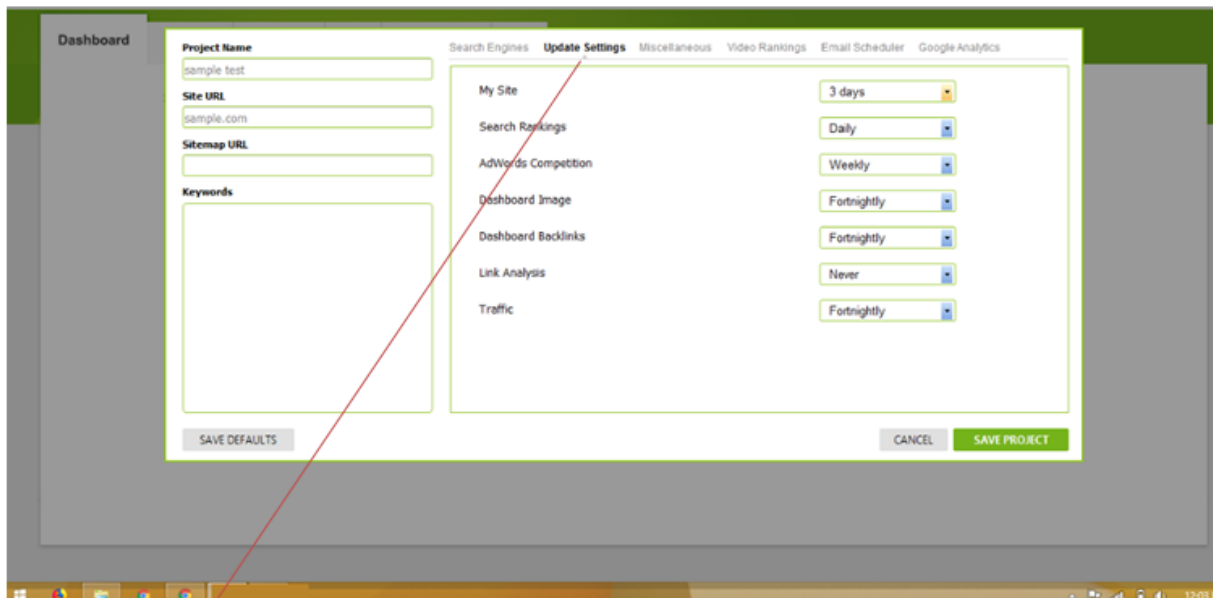 Dashboard
Project Name
sample test
Site URL
sample.com
Sitemap URL
Keywords
Search Engines Update Settings Miscellaneous Video Rankings Email Scheduler Google Analytics
My Site 3 days
Search Rankings Daily
AdWords Competition Weekly
Dashboard Image Fortnightly
Dashboard Backlinks Fortnightly
Link Analysis Never
Traffic Fortnightly
SAVE DEFAULTS CANCEL SAVE PROJECT
12:03